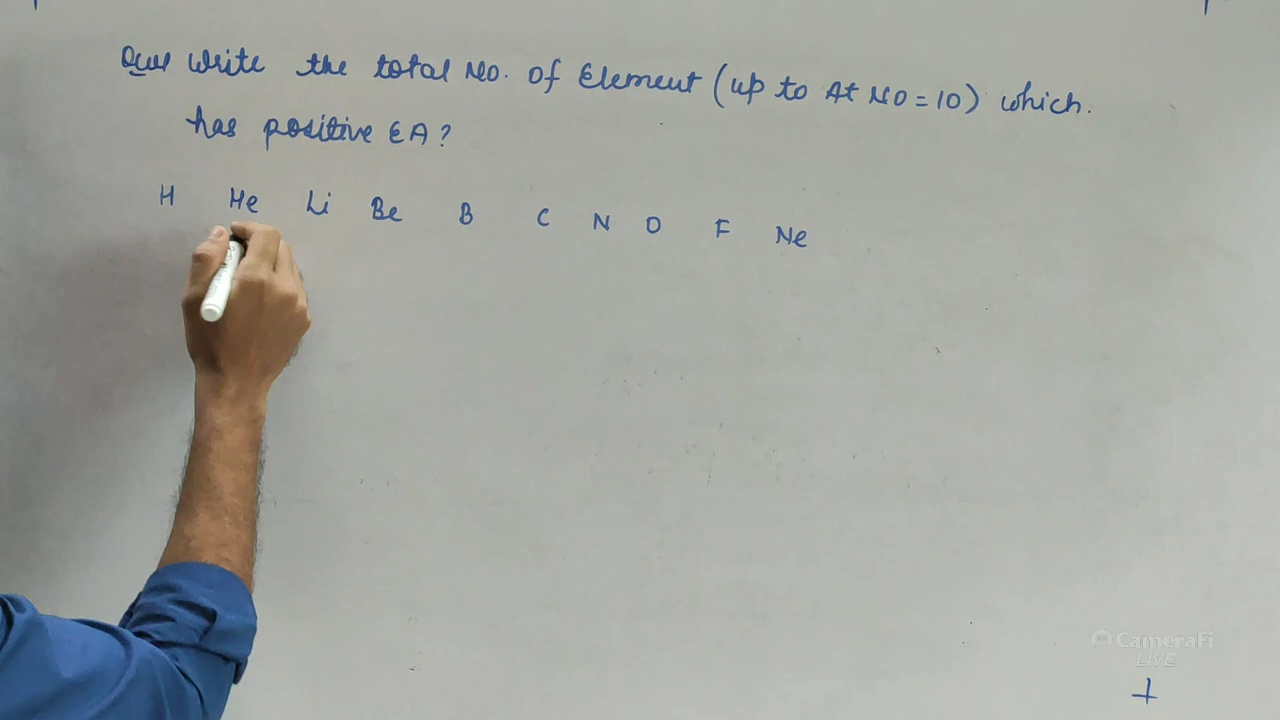 Ques Write the total No. of Element (up to At NO = 10) which.
has positive EA?
H He Li Be B C N O F Ne
CameraFi
LIVE